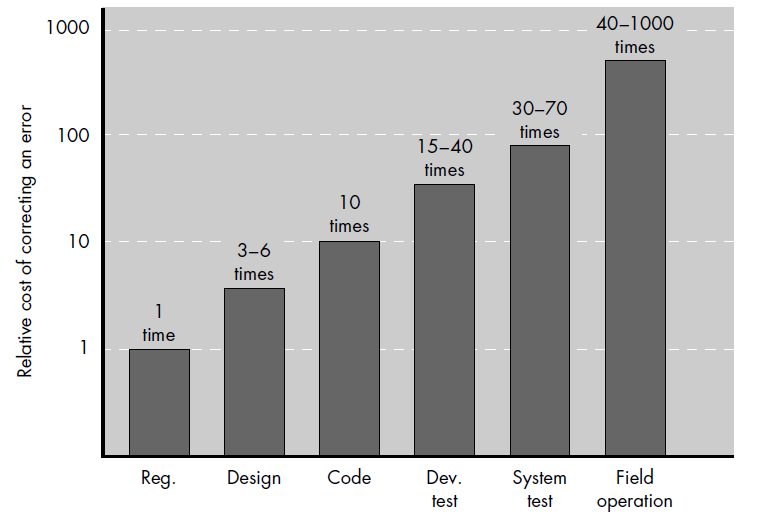 Relative cost of correcting an error
1000
100
10
1
1
time
3–6
times
10
times
15–40
times
30–70
times
40–1000
times
Reg.
Design
Code
Dev.
test
System
test
Field
operation